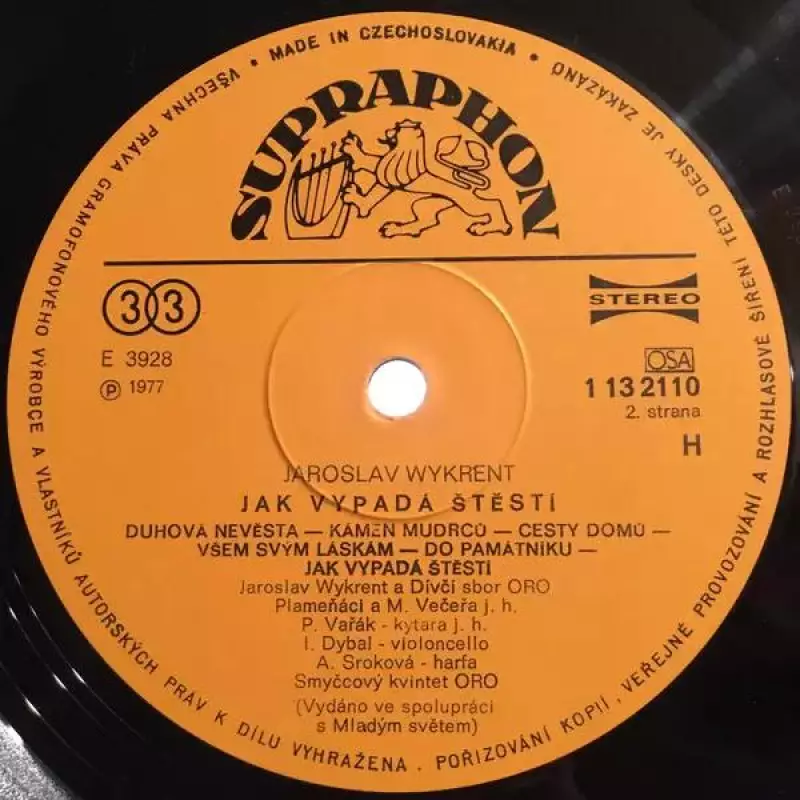 VŠECHNA PRÁVA GRAMOFONOVÉHO VÝROBCE A VLASTNÍKŮ AUTORSKÝCH PRÁV K DÍLU VYHRAŽENA . POŘIZOVÁNÍ KOPIÍ, VEŘEJNÉ PROVOZOVÁNÍ A ROZHLASOVÉ ŠÍŘENÍ TÉTO DESKY JE ZAKÁZÁNO
• MADE IN CZECHOSLOVAKIA •
SUPRAPHON
33
STEREO
E 3928
℗ 1977
OSA
1 13 2110
2. strana
H
JAROSLAV WYKRENT
JAK VYPADÁ ŠTĚSTÍ
DUHOVÁ NEVĚSTA — KÁMEN MUDRCŮ — CESTY DOMŮ —
VŠEM SVÝM LÁSKÁM — DO PAMÁTNÍKU —
JAK VYPADÁ ŠTĚSTÍ
Jaroslav Wykrent a Dívčí sbor ORO
Plameňáci a M. Večeřa j. h.
P. Vařák - kytara j. h.
I. Dybal - violoncello
A. Sroková - harfa
Smyčcový kvintet ORO
(Vydáno ve spolupráci
s Mladým světem)